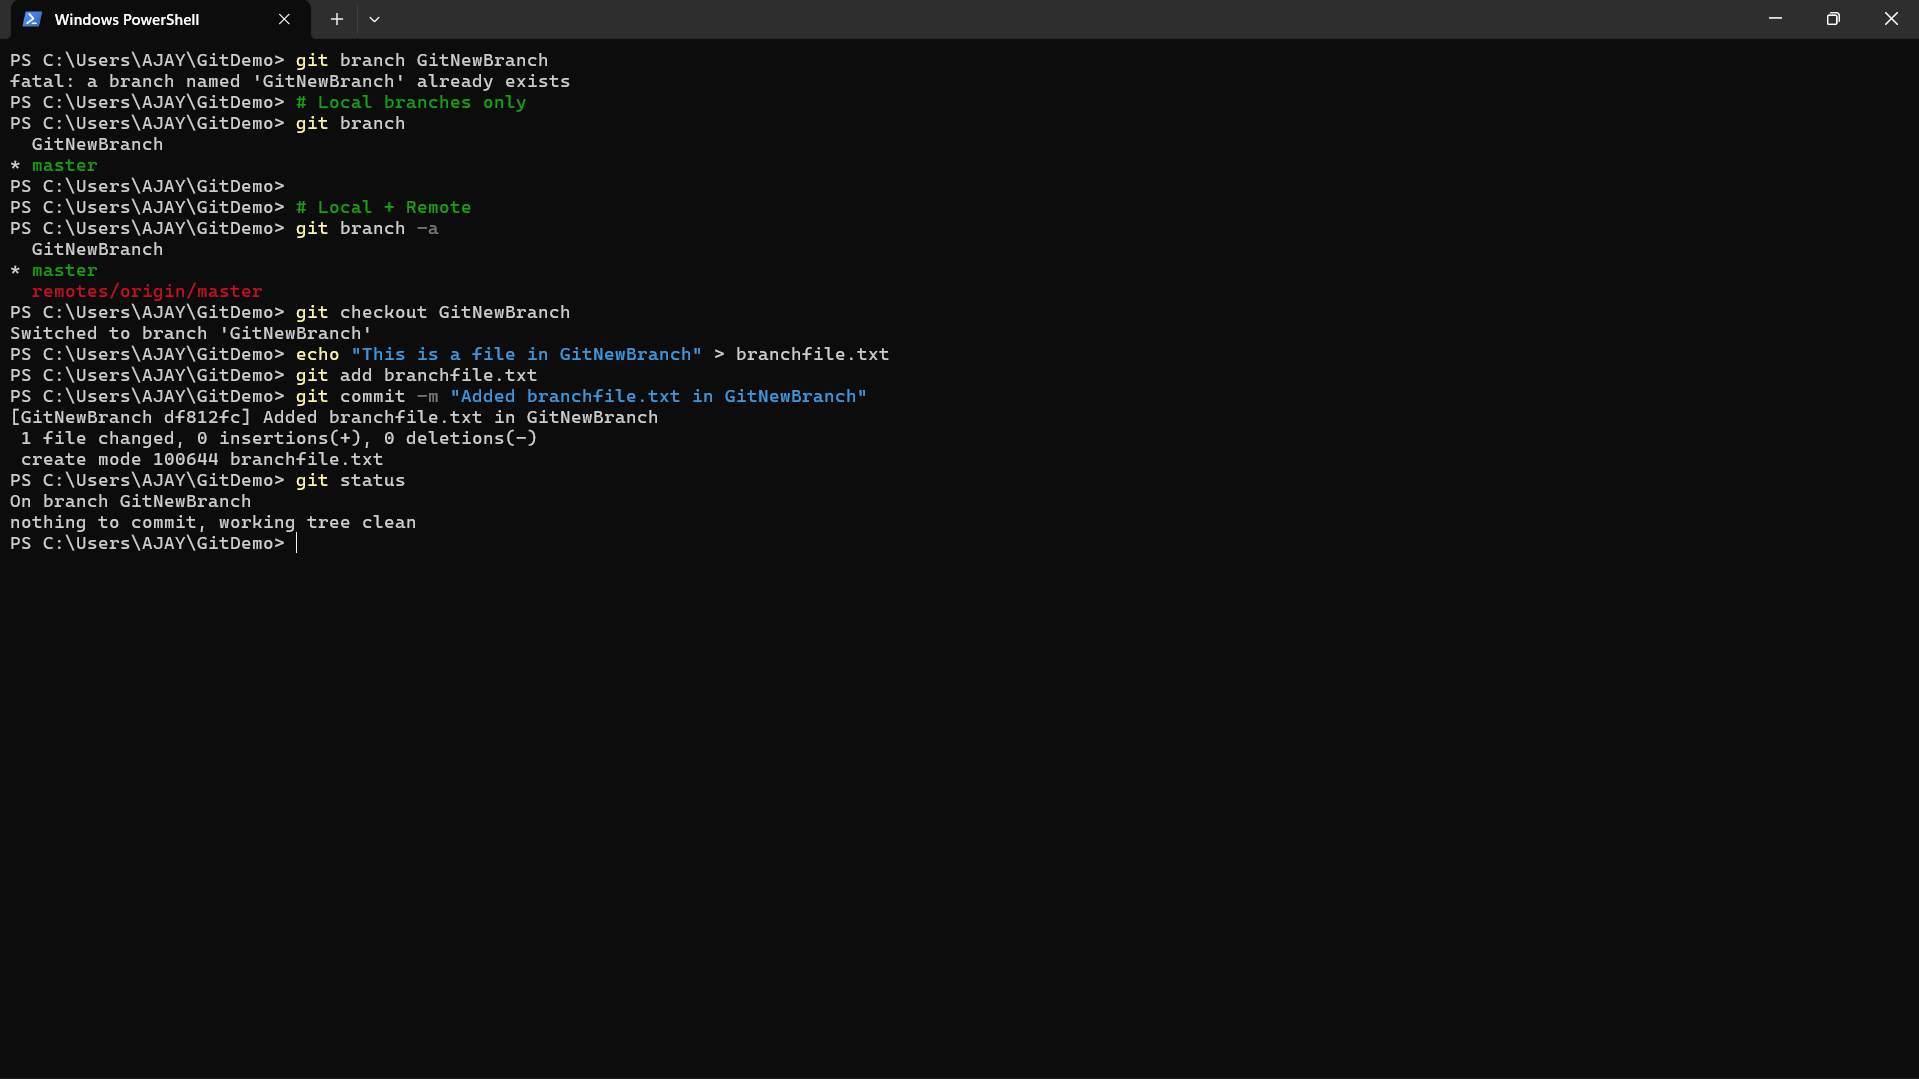 Windows PowerShell
PS C:\Users\AJAY\GitDemo> git branch GitNewBranch
fatal: a branch named 'GitNewBranch' already exists
PS C:\Users\AJAY\GitDemo> # Local branches only
PS C:\Users\AJAY\GitDemo> git branch
  GitNewBranch
* master
PS C:\Users\AJAY\GitDemo>
PS C:\Users\AJAY\GitDemo> # Local + Remote
PS C:\Users\AJAY\GitDemo> git branch -a
  GitNewBranch
* master
  remotes/origin/master
PS C:\Users\AJAY\GitDemo> git checkout GitNewBranch
Switched to branch 'GitNewBranch'
PS C:\Users\AJAY\GitDemo> echo "This is a file in GitNewBranch" > branchfile.txt
PS C:\Users\AJAY\GitDemo> git add branchfile.txt
PS C:\Users\AJAY\GitDemo> git commit -m "Added branchfile.txt in GitNewBranch"
[GitNewBranch df812fc] Added branchfile.txt in GitNewBranch
 1 file changed, 0 insertions(+), 0 deletions(-)
 create mode 100644 branchfile.txt
PS C:\Users\AJAY\GitDemo> git status
On branch GitNewBranch
nothing to commit, working tree clean
PS C:\Users\AJAY\GitDemo>